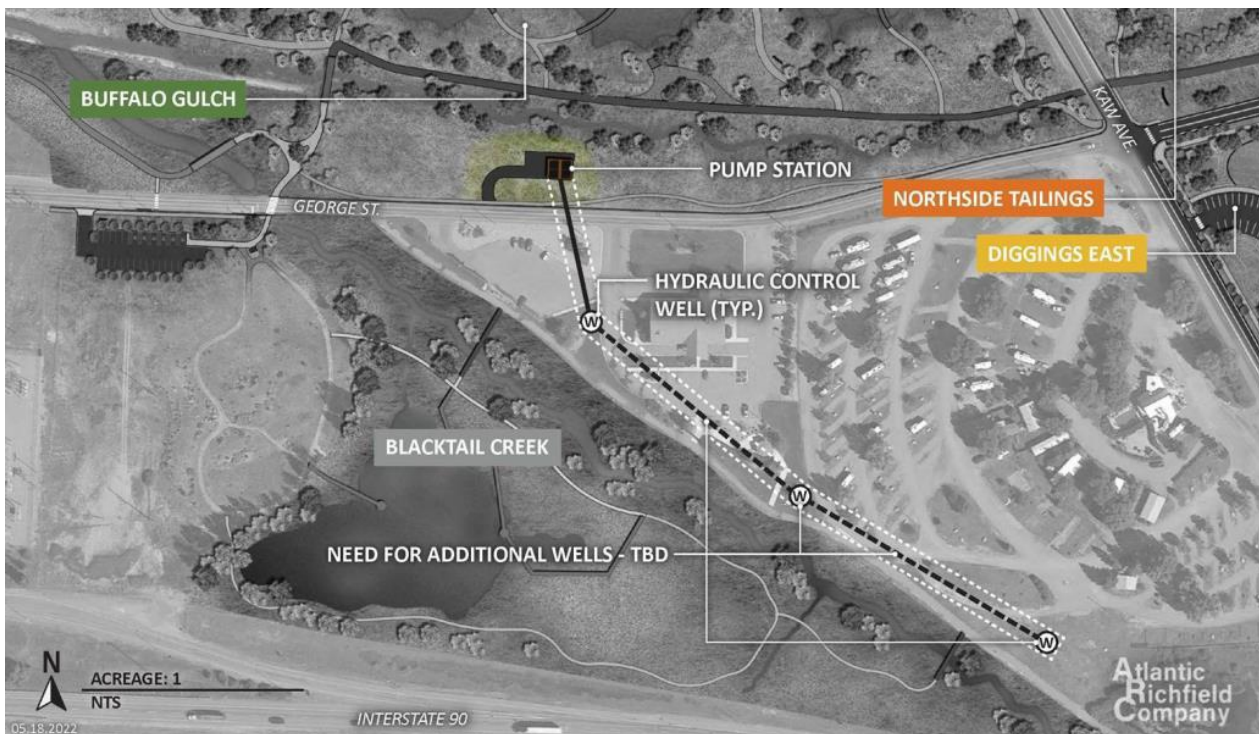 BUFFALO GULCH
KAW AVE.
PUMP STATION
NORTHSIDE TAILINGS
GEORGE ST.
DIGGINGS EAST
HYDRAULIC CONTROL
WELL (TYP.)
W
BLACKTAIL CREEK
W
NEED FOR ADDITIONAL WELLS - TBD
W
N
ACREAGE: 1
NTS
Atlantic
Richfield
Company
INTERSTATE 90
05.18.2022